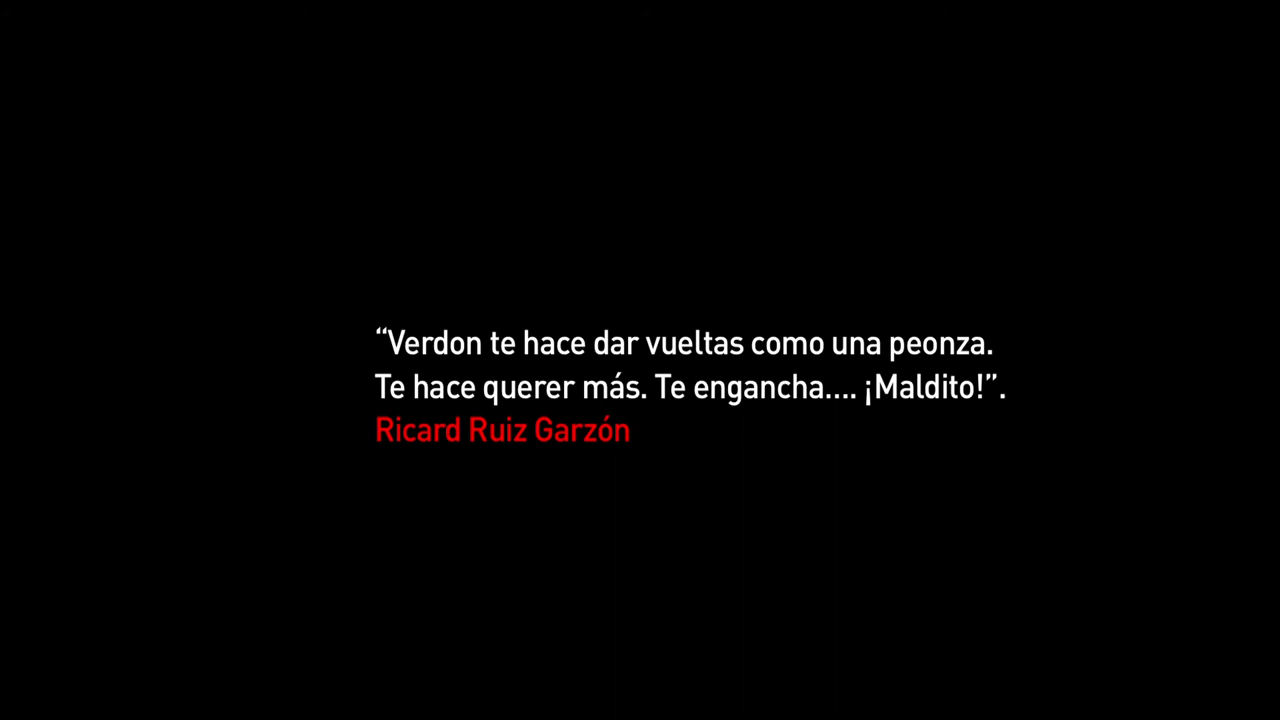 “Verdon te hace dar vueltas como una peonza.
Te hace querer más. Te engancha.... ¡Maldito!”.
Ricard Ruiz Garzón